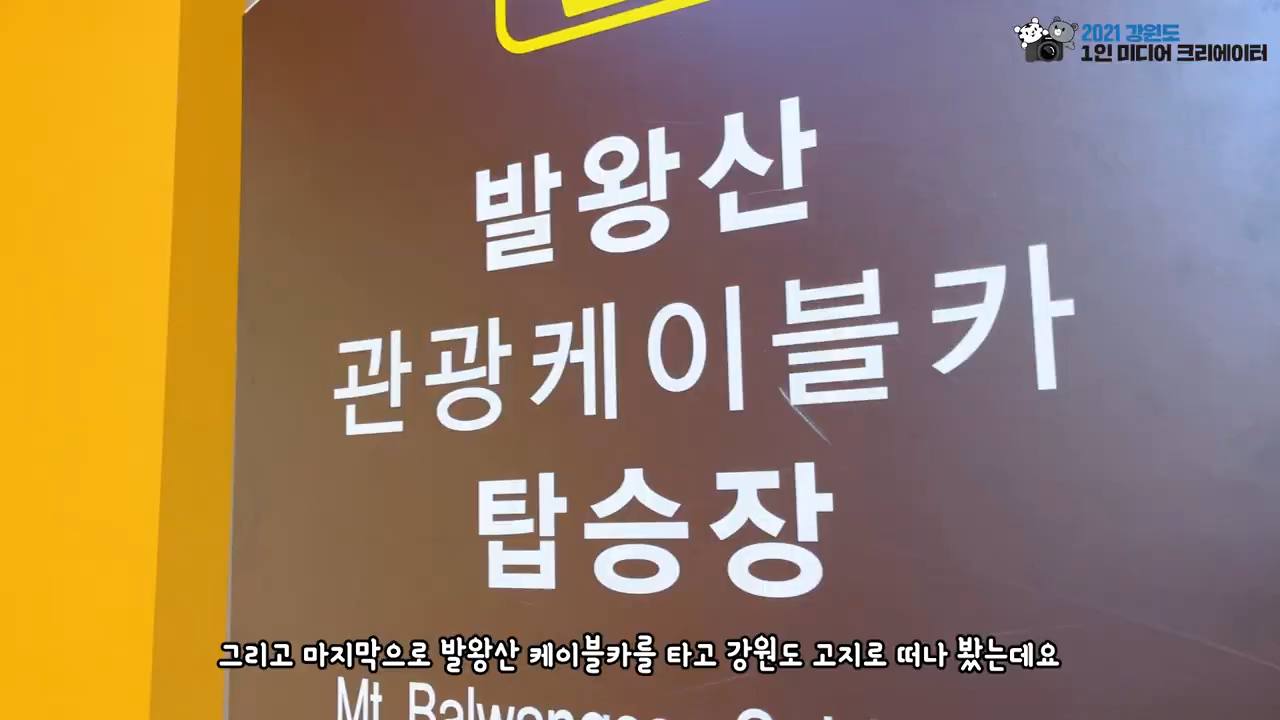 2021 강원도
1인 미디어 크리에이터
발왕산
관광케이블카
탑승장
그리고 마지막으로 발왕산 케이블카를 타고 강원도 고지로 떠나 봤는데요
Mt. Balwangsan